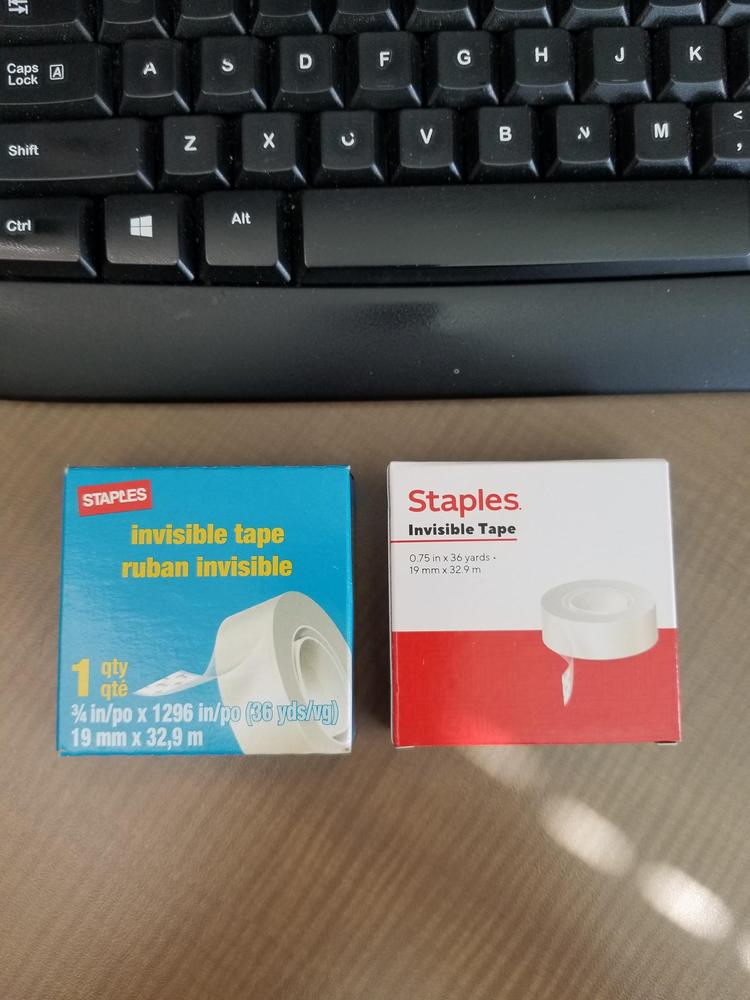 Caps
Lock
A
A
S
D
F
G
H
J
K
Shift
Z
X
C
V
B
N
M
<
,
Ctrl
Alt
STAPLES
invisible tape
ruban invisible
1 qty
qté
¾ in/po x 1296 in/po (36 yds/vg)
19 mm x 32,9 m
Staples.
Invisible Tape
0.75 in x 36 yards •
19 mm x 32.9 m